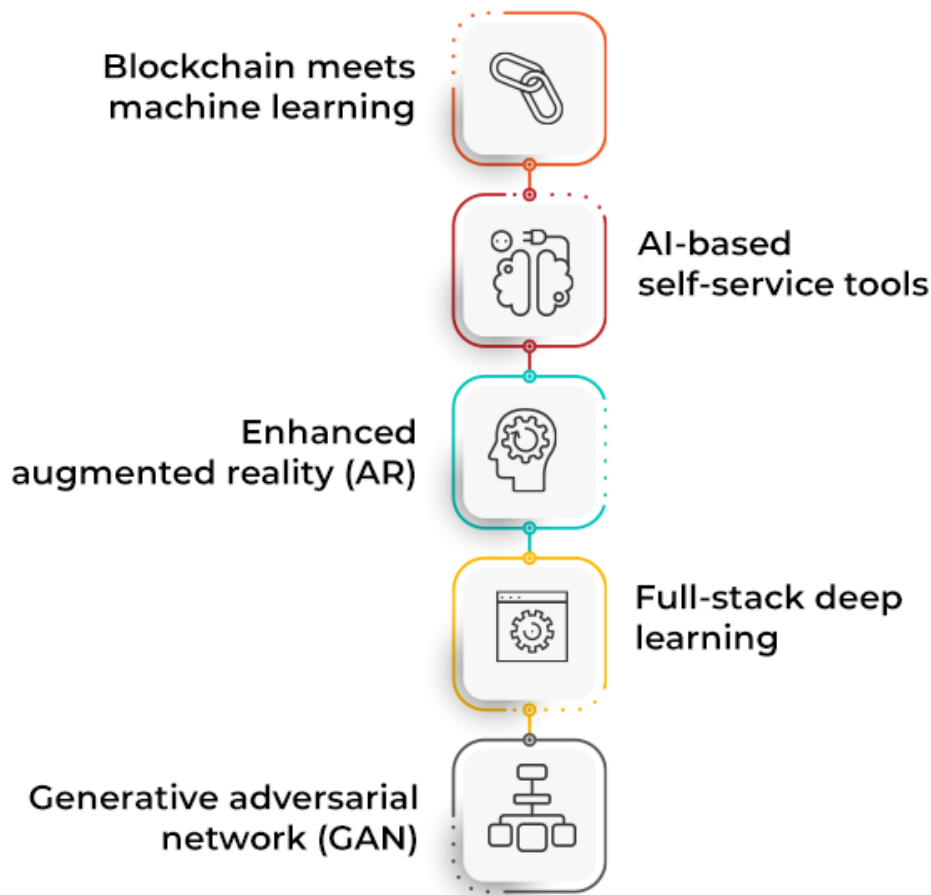 Blockchain meets
machine learning
AI-based
self-service tools
Enhanced
augmented reality (AR)
Full-stack deep
learning
Generative adversarial
network (GAN)